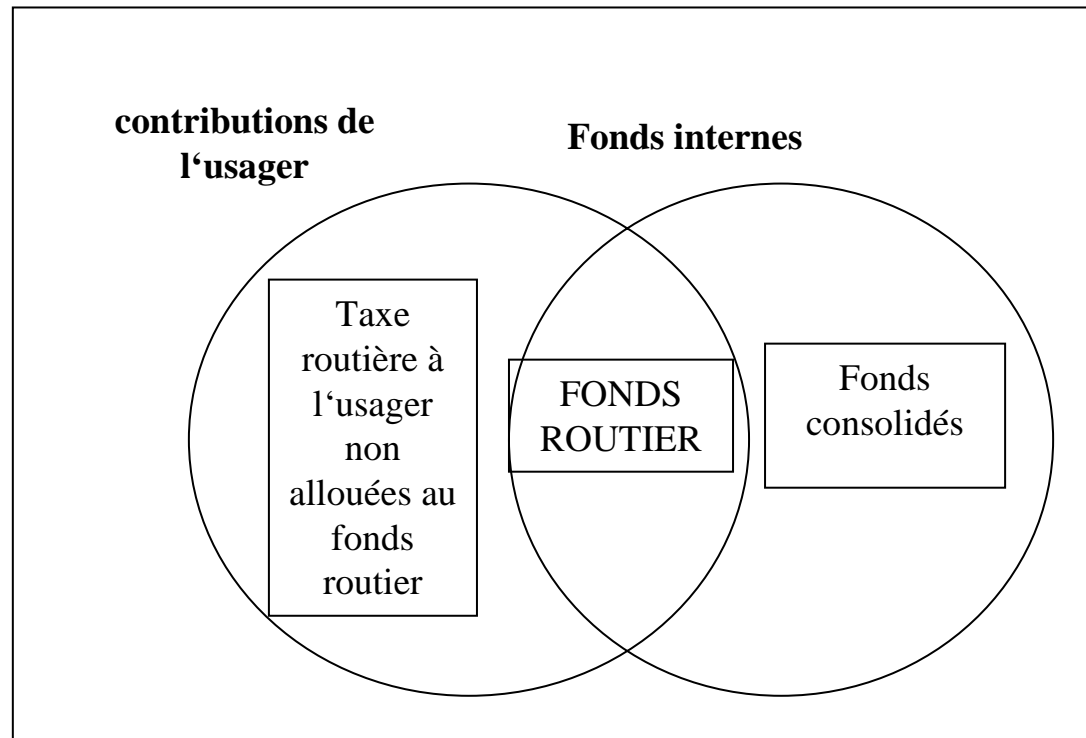 contributions de
l‘usager
Fonds internes
Taxe
routière à
l‘usager
non
allouées au
fonds
routier
FONDS
ROUTIER
Fonds
consolidés